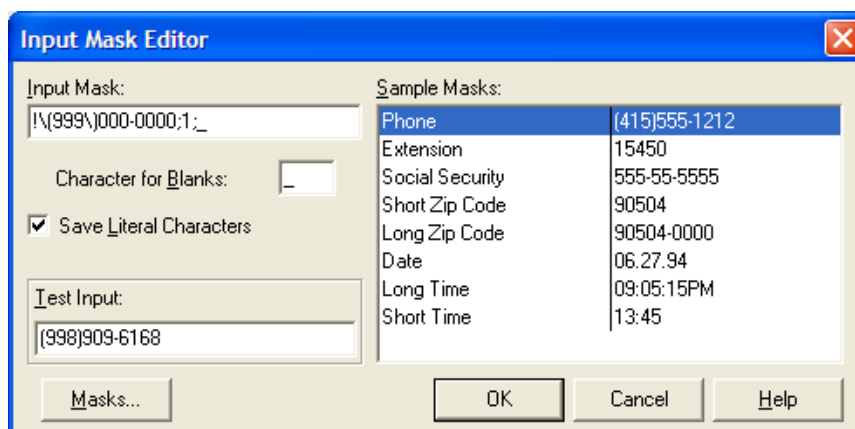 Input Mask Editor
Input Mask:
!\(999\)000-0000;1;_
Character for Blanks: _
Save Literal Characters
Test Input:
(998)909-6168
Masks...
Sample Masks:
Phone (415)555-1212
Extension 15450
Social Security 555-55-5555
Short Zip Code 90504
Long Zip Code 90504-0000
Date 06.27.94
Long Time 09:05:15PM
Short Time 13:45
OK Cancel Help